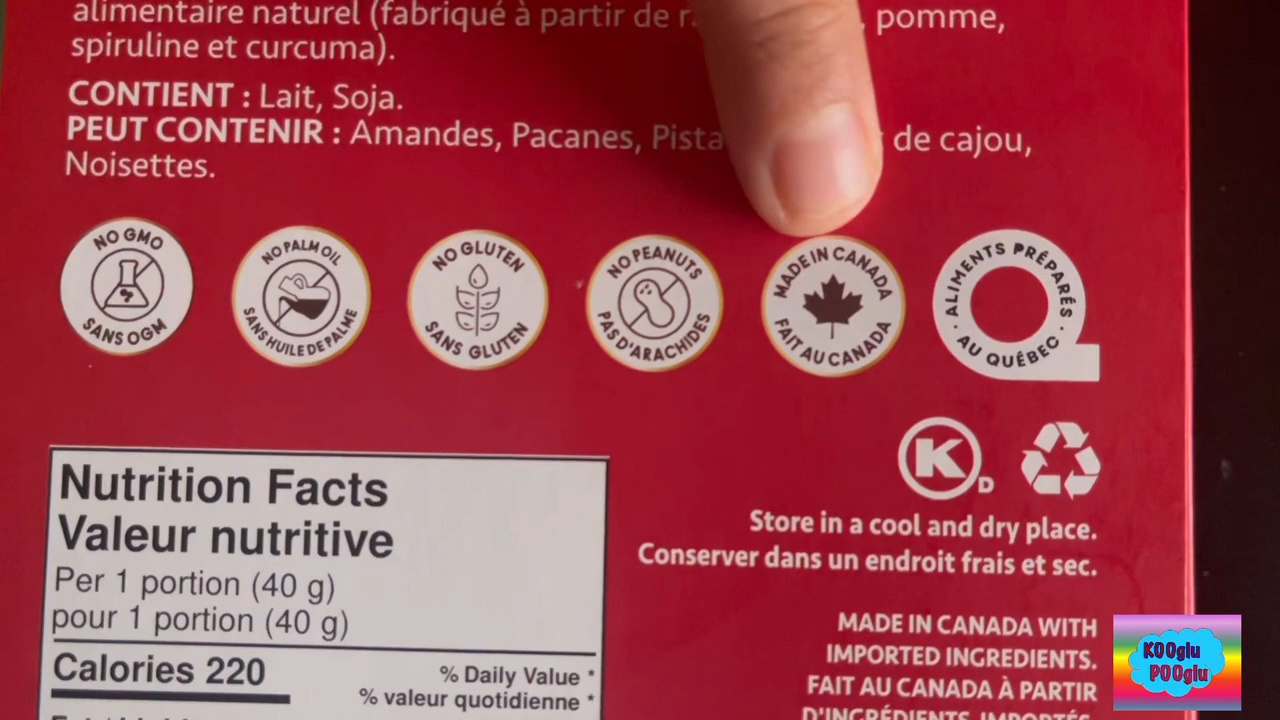 alimentaire naturel (fabriqué à partir de pomme,
spiruline et curcuma).
CONTIENT : Lait, Soja.
PEUT CONTENIR : Amandes, Pacanes, de cajou,
Noisettes.
NO GMO
SANS OGM
NO PALM OIL
SANS HUILE DE PALME
NO GLUTEN
SANS GLUTEN
NO PEANUTS
PAS D'ARACHIDES
MADE IN CANADA
FAIT AU CANADA
· ALIMENTS PRÉPARÉS ·
AU QUÉBEC
K D
Store in a cool and dry place.
Conserver dans un endroit frais et sec.
Nutrition Facts
Valeur nutritive
Per 1 portion (40 g)
pour 1 portion (40 g)
Calories 220
% Daily Value *
% valeur quotidienne *
MADE IN CANADA WITH
IMPORTED INGREDIENTS.
FAIT AU CANADA À PARTIR
D'INGRÉDIENTS IMPORTÉS.
KOOglu
POOglu